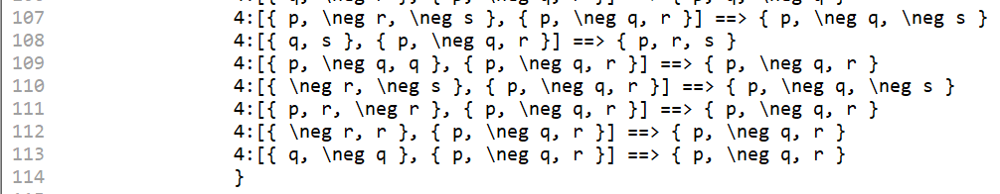 107 4:[{ p, \neg r, \neg s }, { p, \neg q, r }] ==> { p, \neg q, \neg s }
108 4:[{ q, s }, { p, \neg q, r }] ==> { p, r, s }
109 4:[{ p, \neg q, q }, { p, \neg q, r }] ==> { p, \neg q, r }
110 4:[{ \neg r, \neg s }, { p, \neg q, r }] ==> { p, \neg q, \neg s }
111 4:[{ p, r, \neg r }, { p, \neg q, r }] ==> { p, \neg q, r }
112 4:[{ \neg r, r }, { p, \neg q, r }] ==> { p, \neg q, r }
113 4:[{ q, \neg q }, { p, \neg q, r }] ==> { p, \neg q, r }
114 }